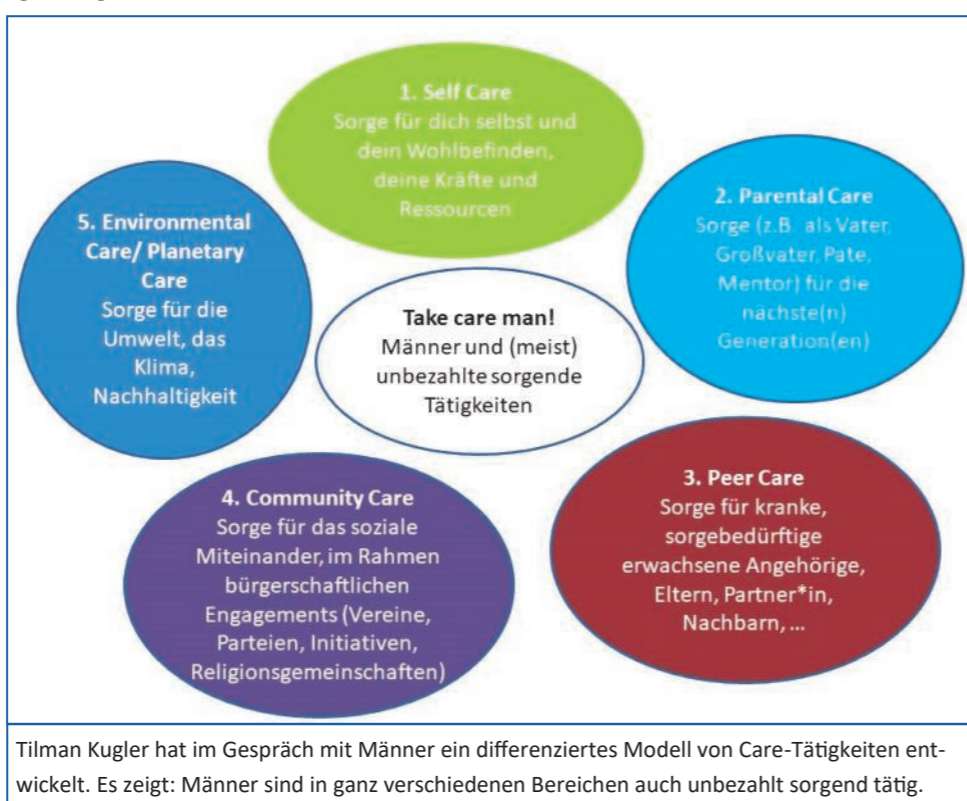 1. Self Care
Sorge für dich selbst und
dein Wohlbefinden,
deine Kräfte und
Ressourcen
2. Parental Care
Sorge (z.B. als Vater,
Großvater, Pate,
Mentor) für die
nächste(n)
Generation(en)
3. Peer Care
Sorge für kranke,
sorgebedürftige
erwachsene Angehörige,
Eltern, Partner*in,
Nachbarn, ...
4. Community Care
Sorge für das soziale
Miteinander, im Rahmen
bürgerschaftlichen
Engagements (Vereine,
Parteien, Initiativen,
Religionsgemeinschaften)
5. Environmental
Care/ Planetary
Care
Sorge für die
Umwelt, das
Klima,
Nachhaltigkeit
Take care man!
Männer und (meist)
unbezahlte sorgende
Tätigkeiten
Tilman Kugler hat im Gespräch mit Männer ein differenziertes Modell von Care-Tätigkeiten ent-
wickelt. Es zeigt: Männer sind in ganz verschiedenen Bereichen auch unbezahlt sorgend tätig.